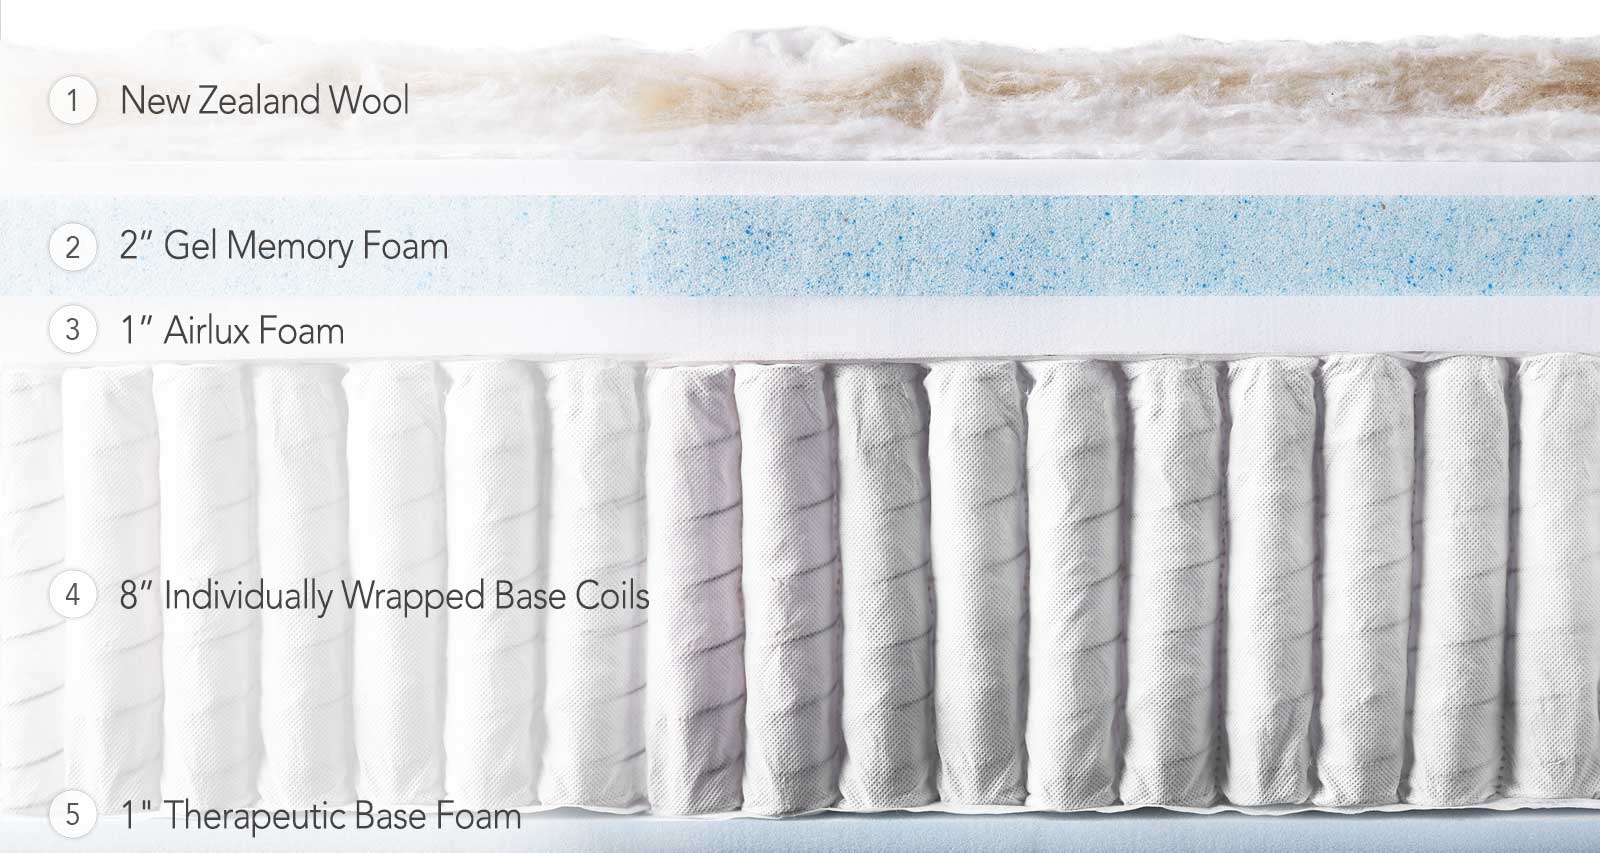 1 New Zealand Wool
2 2” Gel Memory Foam
3 1” Airlux Foam
4 8” Individually Wrapped Base Coils
5 1" Therapeutic Base Foam